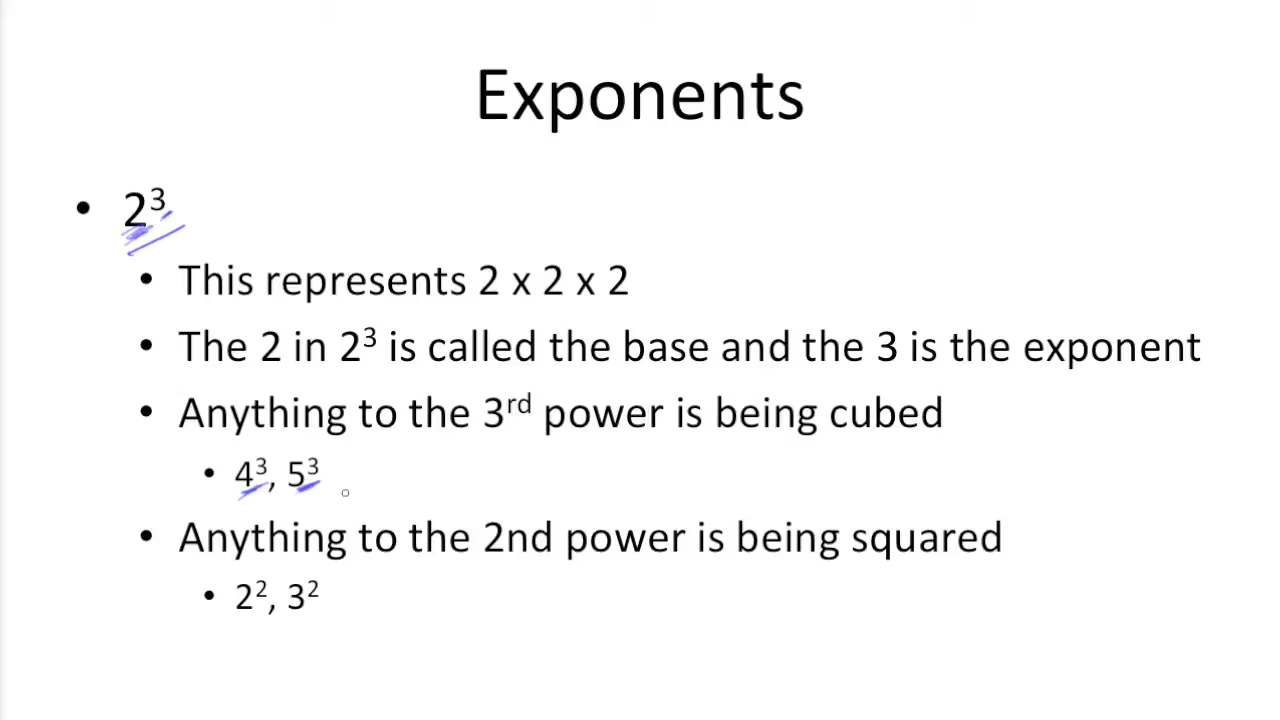 Exponents
• 2³
• This represents 2 x 2 x 2
• The 2 in 2³ is called the base and the 3 is the exponent
• Anything to the 3ʳᵈ power is being cubed
• 4³, 5³
• Anything to the 2nd power is being squared
• 2², 3²